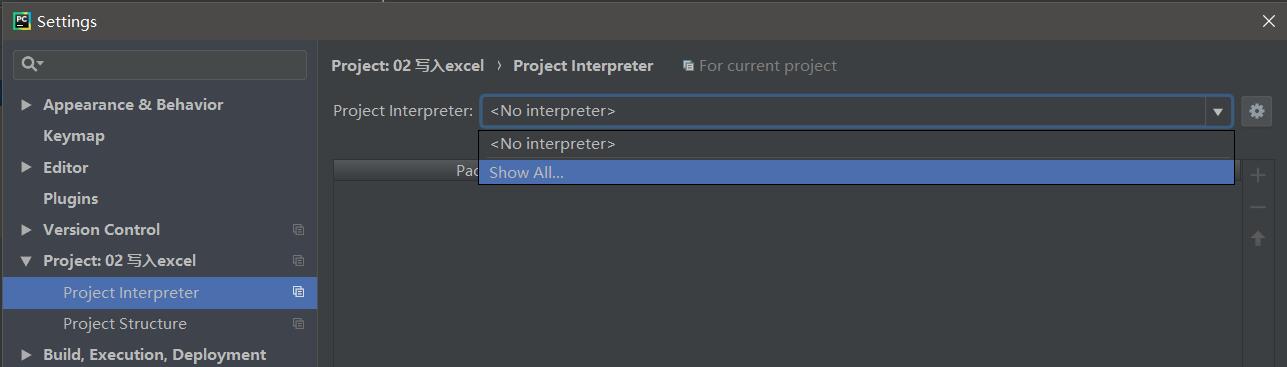 PC Settings
Project: 02 写入excel › Project Interpreter For current project
Appearance & Behavior
Keymap
Editor
Plugins
Version Control
Project: 02 写入excel
Project Interpreter
Project Structure
Build, Execution, Deployment
Project Interpreter: <No interpreter>
<No interpreter>
Show All...